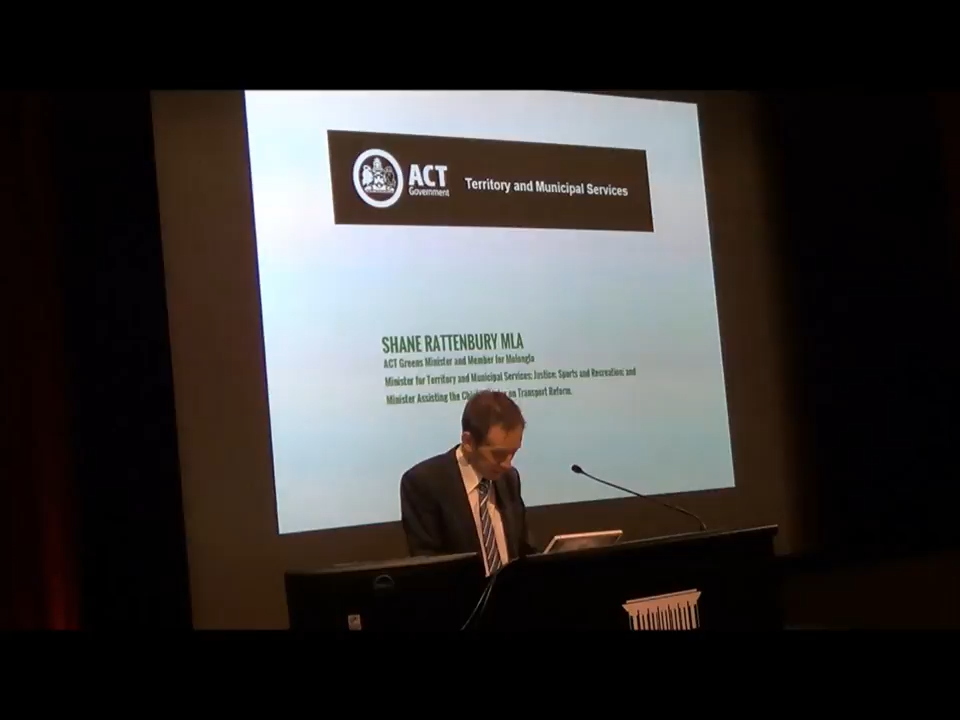 ACT
Government
Territory and Municipal Services
SHANE RATTENBURY MLA
ACT Greens Minister and Member for Molonglo
Minister for Territory and Municipal Services; Justice; Sports and Recreation; and
Minister Assisting the on Transport Reform.